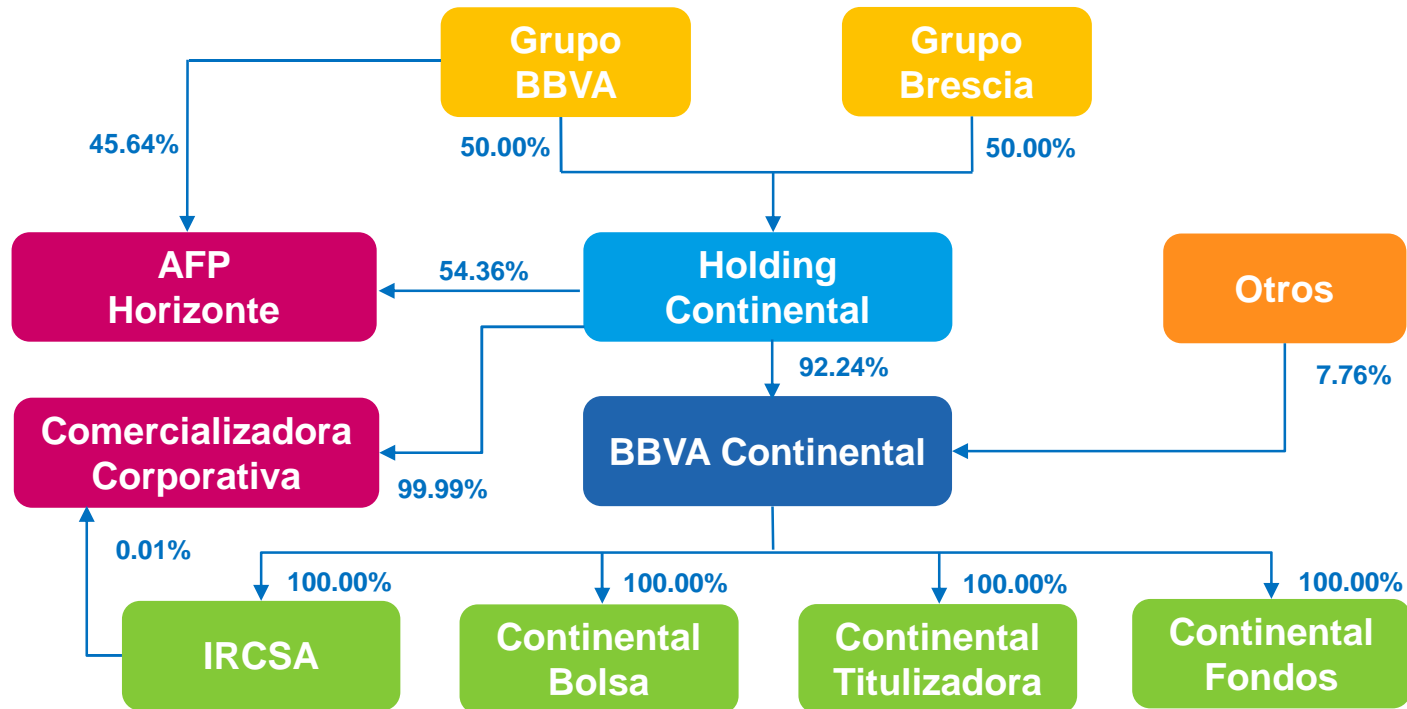 Grupo
BBVA
Grupo
Brescia
45.64%
50.00%
50.00%
AFP
Horizonte
54.36%
Holding
Continental
Otros
92.24%
7.76%
Comercializadora
Corporativa
99.99%
BBVA Continental
0.01%
100.00%
100.00%
100.00%
100.00%
IRCSA
Continental
Bolsa
Continental
Titulizadora
Continental
Fondos